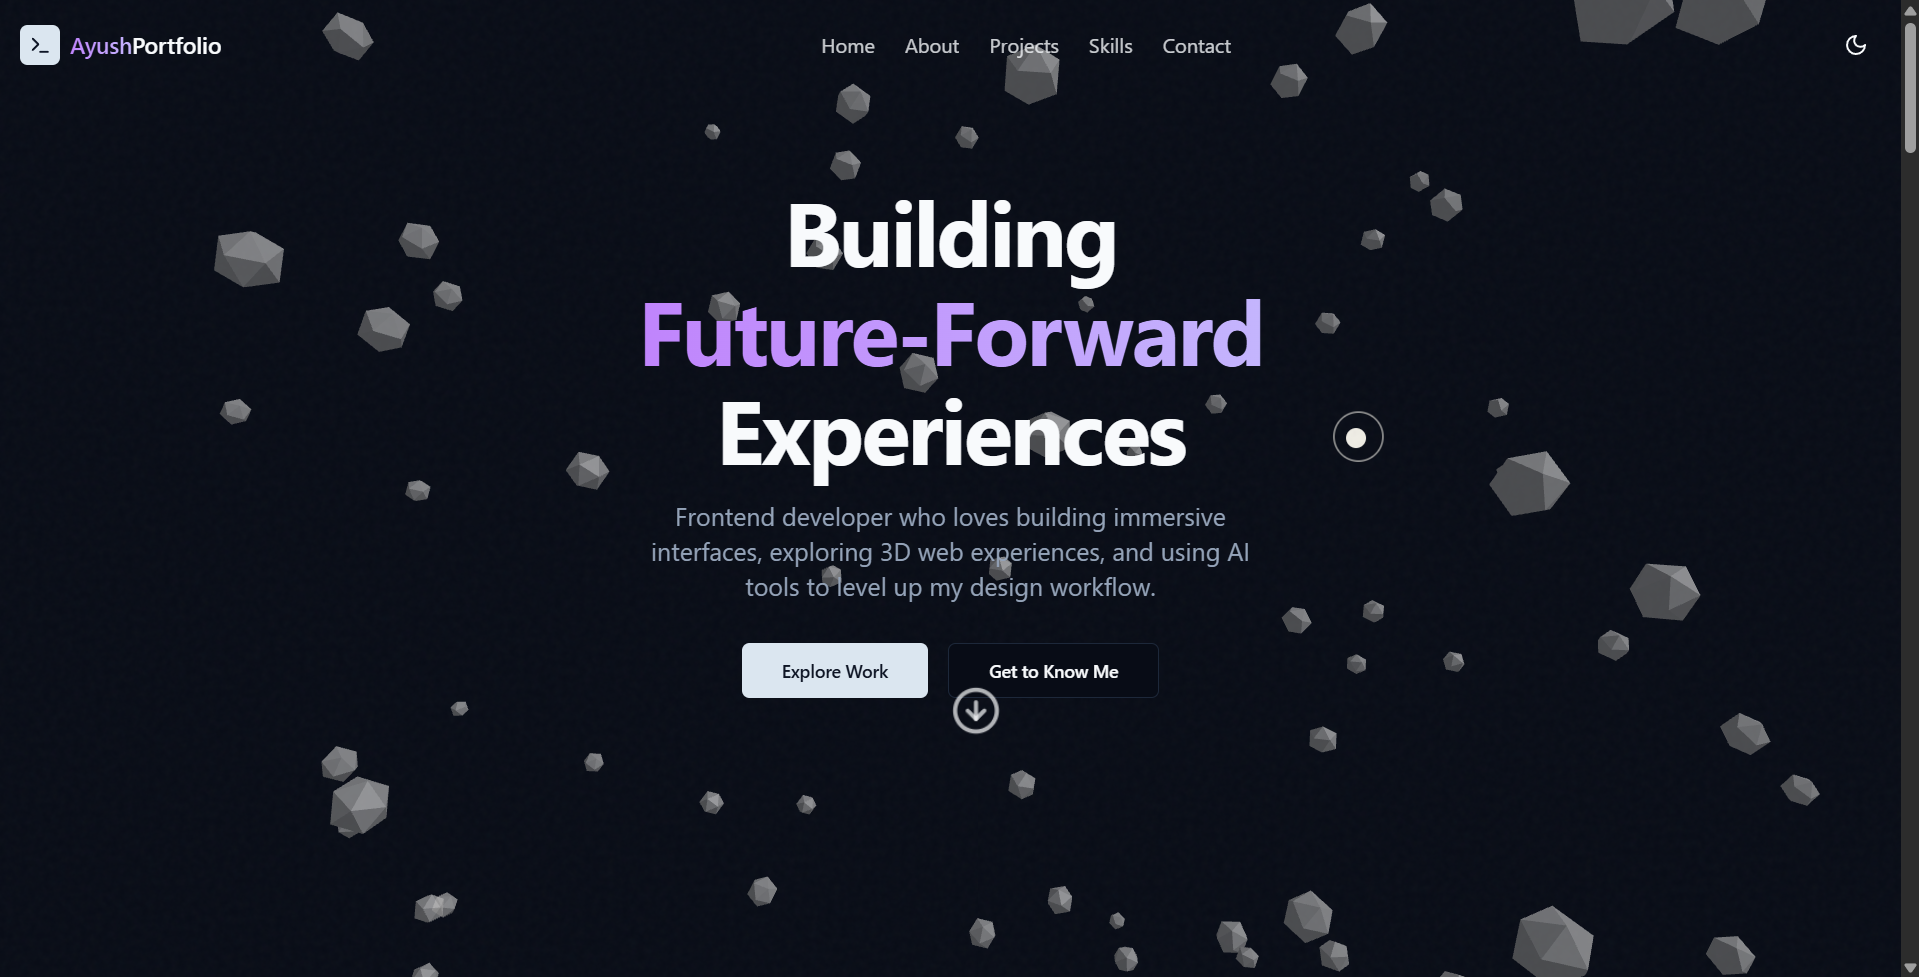 AyushPortfolio
Home About Projects Skills Contact
Building
Future-Forward
Experiences
Frontend developer who loves building immersive
interfaces, exploring 3D web experiences, and using AI
tools to level up my design workflow.
Explore Work
Get to Know Me